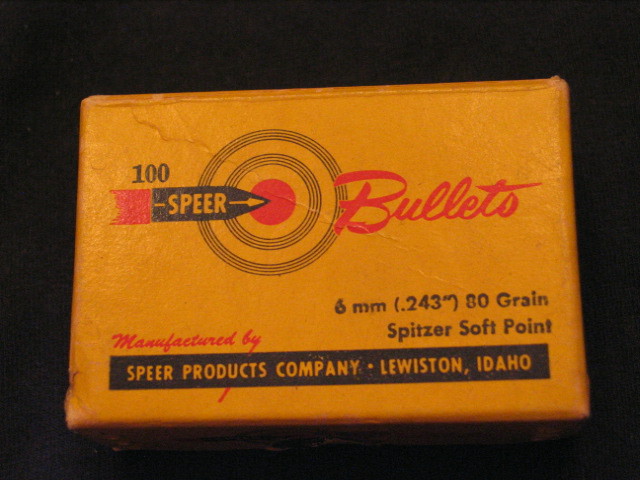 100
SPEER
Bullets
6 mm (.243") 80 Grain
Spitzer Soft Point
Manufactured by
SPEER PRODUCTS COMPANY • LEWISTON, IDAHO